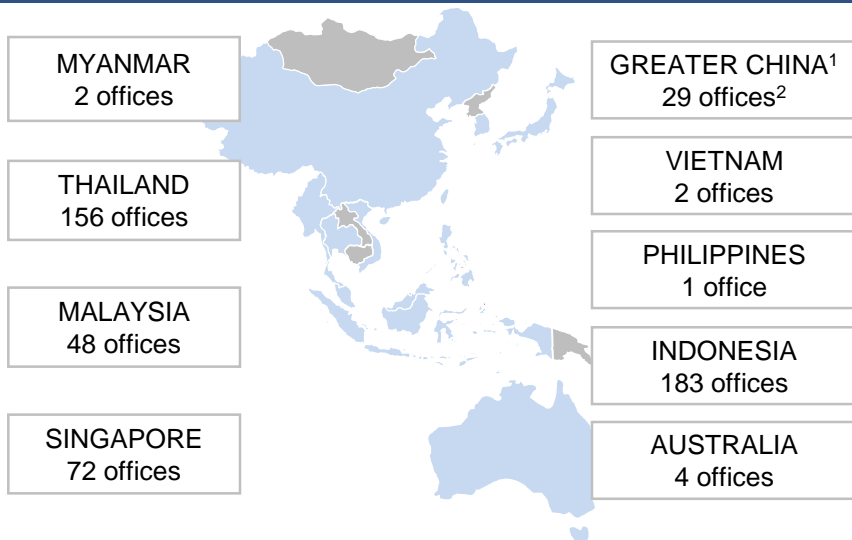 MYANMAR
2 offices
THAILAND
156 offices
MALAYSIA
48 offices
SINGAPORE
72 offices
GREATER CHINA¹
29 offices²
VIETNAM
2 offices
PHILIPPINES
1 office
INDONESIA
183 offices
AUSTRALIA
4 offices